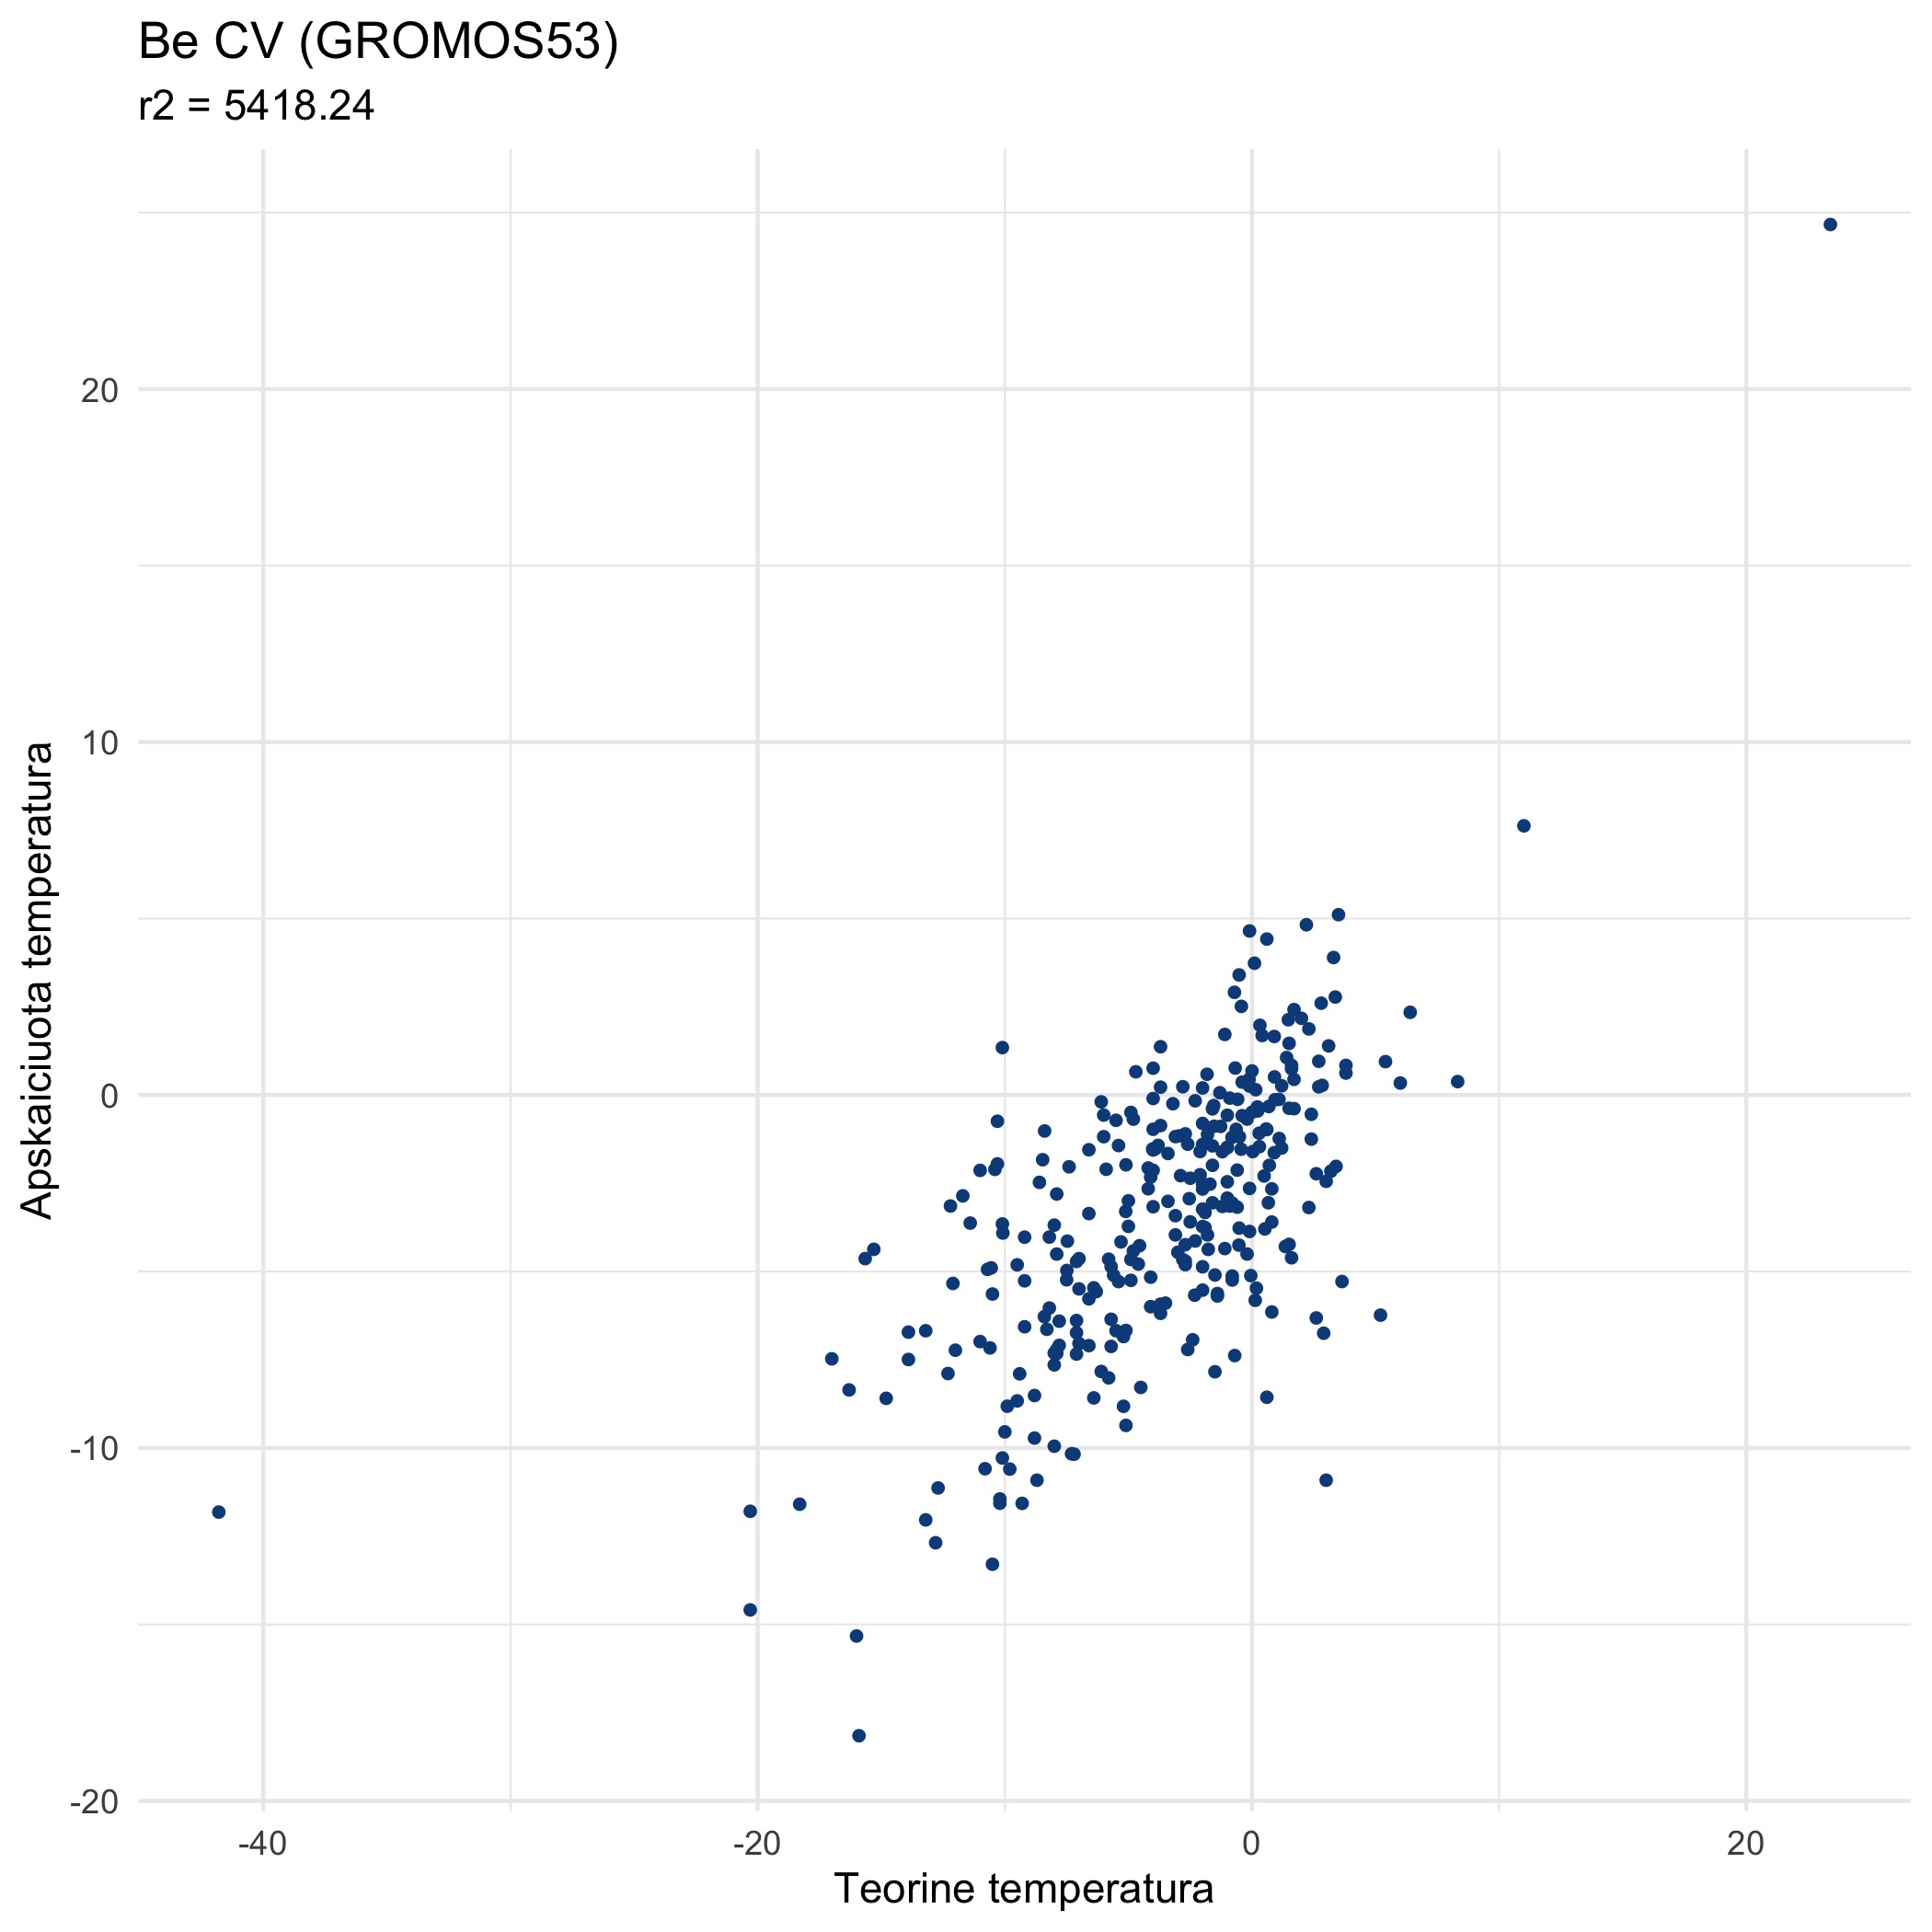 Be CV (GROMOS53)
r2 = 5418.24
Apskaiciuota temperatura
20
10
0
-10
-20
-40
-20
0
20
Teorine temperatura